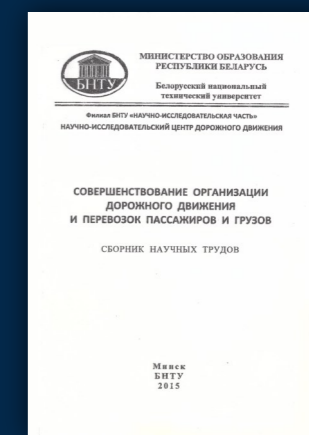 МИНИСТЕРСТВО ОБРАЗОВАНИЯ
РЕСПУБЛИКИ БЕЛАРУСЬ
БНТУ
Белорусский национальный
технический университет
Филиал БНТУ «НАУЧНО-ИССЛЕДОВАТЕЛЬСКАЯ ЧАСТЬ»
НАУЧНО-ИССЛЕДОВАТЕЛЬСКИЙ ЦЕНТР ДОРОЖНОГО ДВИЖЕНИЯ
СОВЕРШЕНСТВОВАНИЕ ОРГАНИЗАЦИИ
ДОРОЖНОГО ДВИЖЕНИЯ
И ПЕРЕВОЗОК ПАССАЖИРОВ И ГРУЗОВ
СБОРНИК НАУЧНЫХ ТРУДОВ
Минск
БНТУ
2015